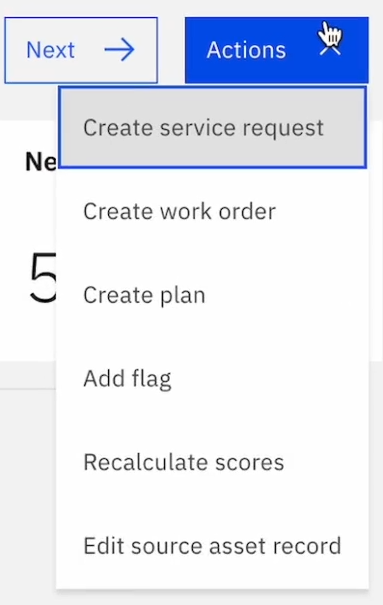 Next
Actions
Create service request
Ne
Create work order
5
Create plan
Add flag
Recalculate scores
Edit source asset record